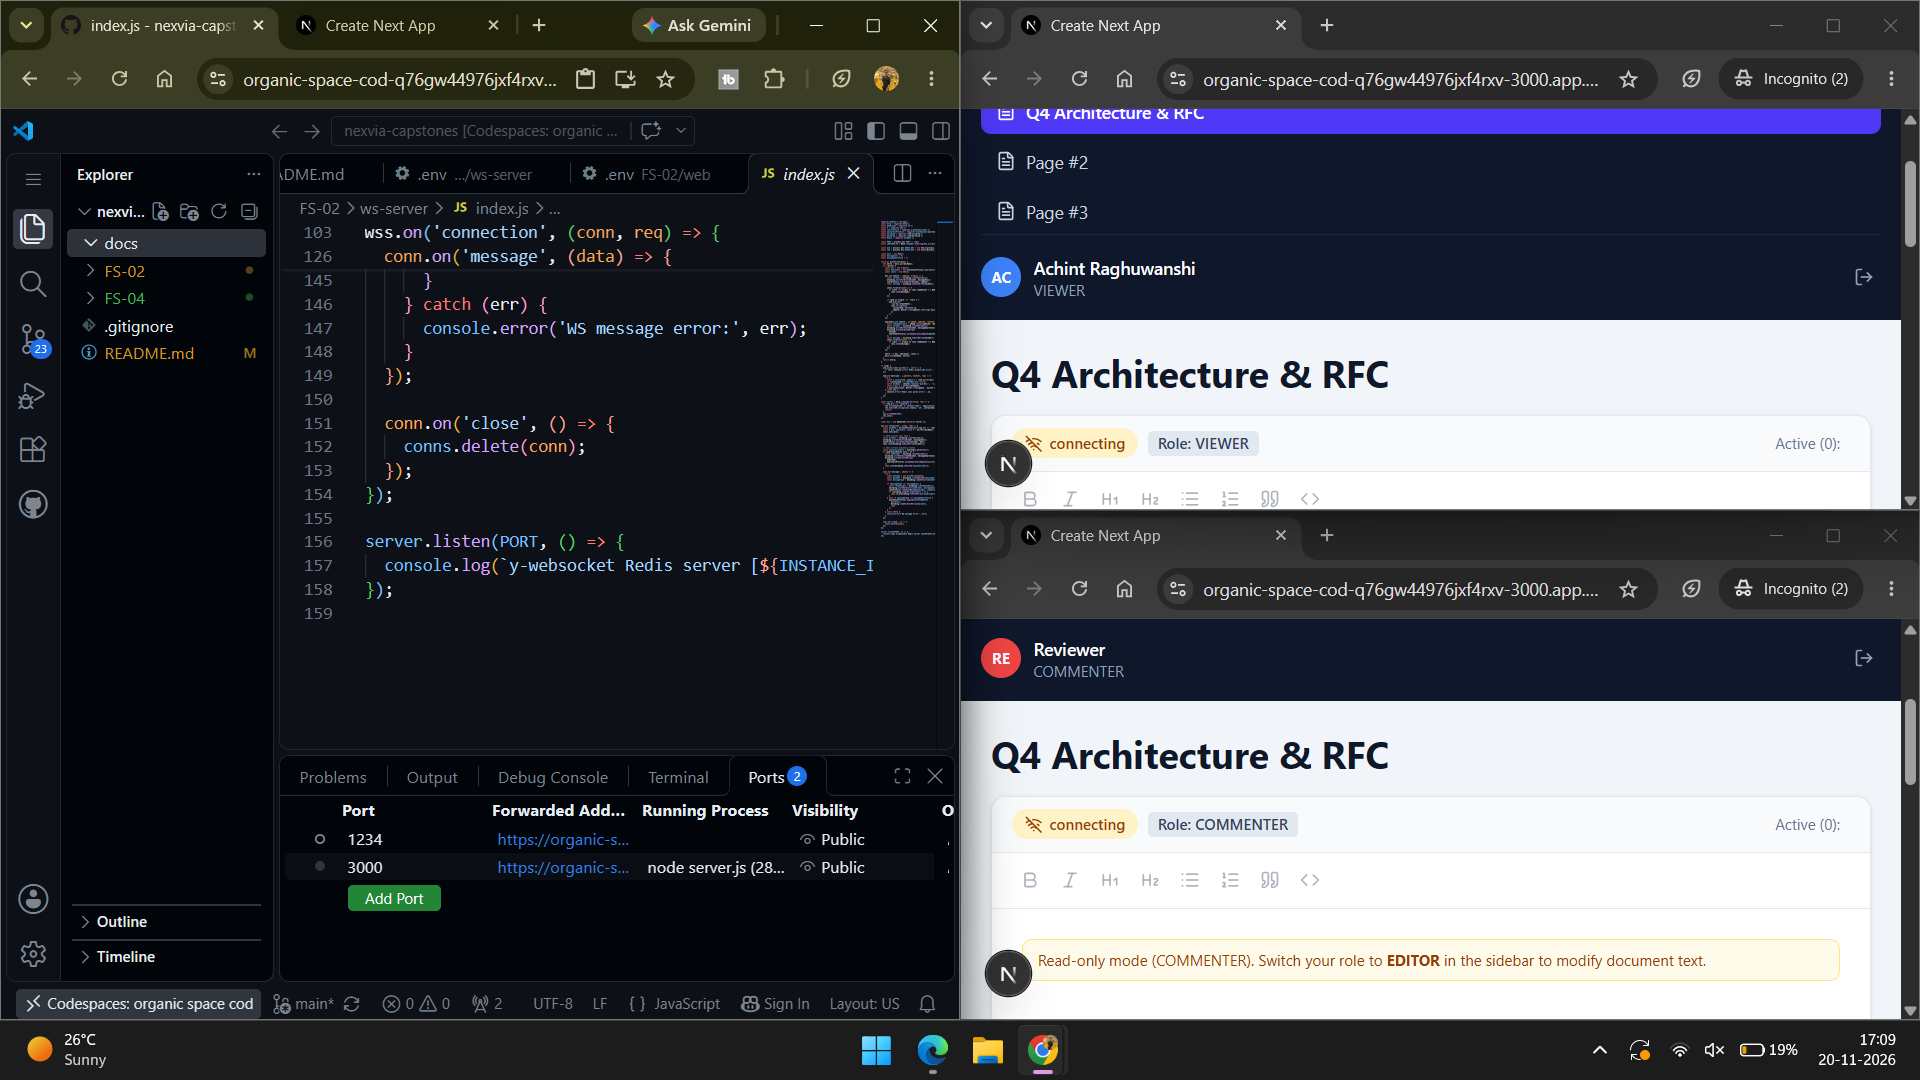 index.js - nexvia-capst
Create Next App
Ask Gemini
organic-space-cod-q76gw44976jxf4rxv...
nexvia-capstones [Codespaces: organic ...
Explorer
nexvi...
docs
FS-02
FS-04
.gitignore
README.md M
23
Outline
Timeline
DME.md
.env .../ws-server
.env FS-02/web
JS index.js
FS-02 > ws-server > JS index.js > ...
103 wss.on('connection', (conn, req) => {
126 conn.on('message', (data) => {
145 }
146 } catch (err) {
147 console.error('WS message error:', err);
148 }
149 });
150
151 conn.on('close', () => {
152 conns.delete(conn);
153 });
154 });
155
156 server.listen(PORT, () => {
157 console.log(`y-websocket Redis server [${INSTANCE_I
158 });
159
Problems
Output
Debug Console
Terminal
Ports 2
Port Forwarded Add... Running Process Visibility O
1234 https://organic-s... Public
3000 https://organic-s... node server.js (28... Public
Add Port
Codespaces: organic space cod
main*
0 0
2
UTF-8
LF
{ } JavaScript
Sign In
Layout: US
Create Next App
organic-space-cod-q76gw44976jxf4rxv-3000.app....
Incognito (2)
Q4 Architecture & RFC
Page #2
Page #3
AC
Achint Raghuwanshi
VIEWER
Q4 Architecture & RFC
connecting
Role: VIEWER
Active (0):
N
B I H1 H2
Create Next App
organic-space-cod-q76gw44976jxf4rxv-3000.app....
Incognito (2)
RE
Reviewer
COMMENTER
Q4 Architecture & RFC
connecting
Role: COMMENTER
Active (0):
B I H1 H2
N
Read-only mode (COMMENTER). Switch your role to EDITOR in the sidebar to modify document text.
26°C
Sunny
19%
17:09
20-11-2026